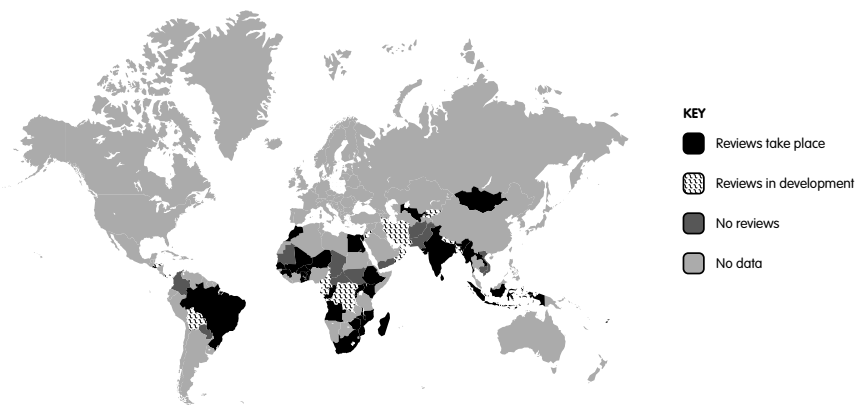 KEY
Reviews take place
Reviews in development
No reviews
No data